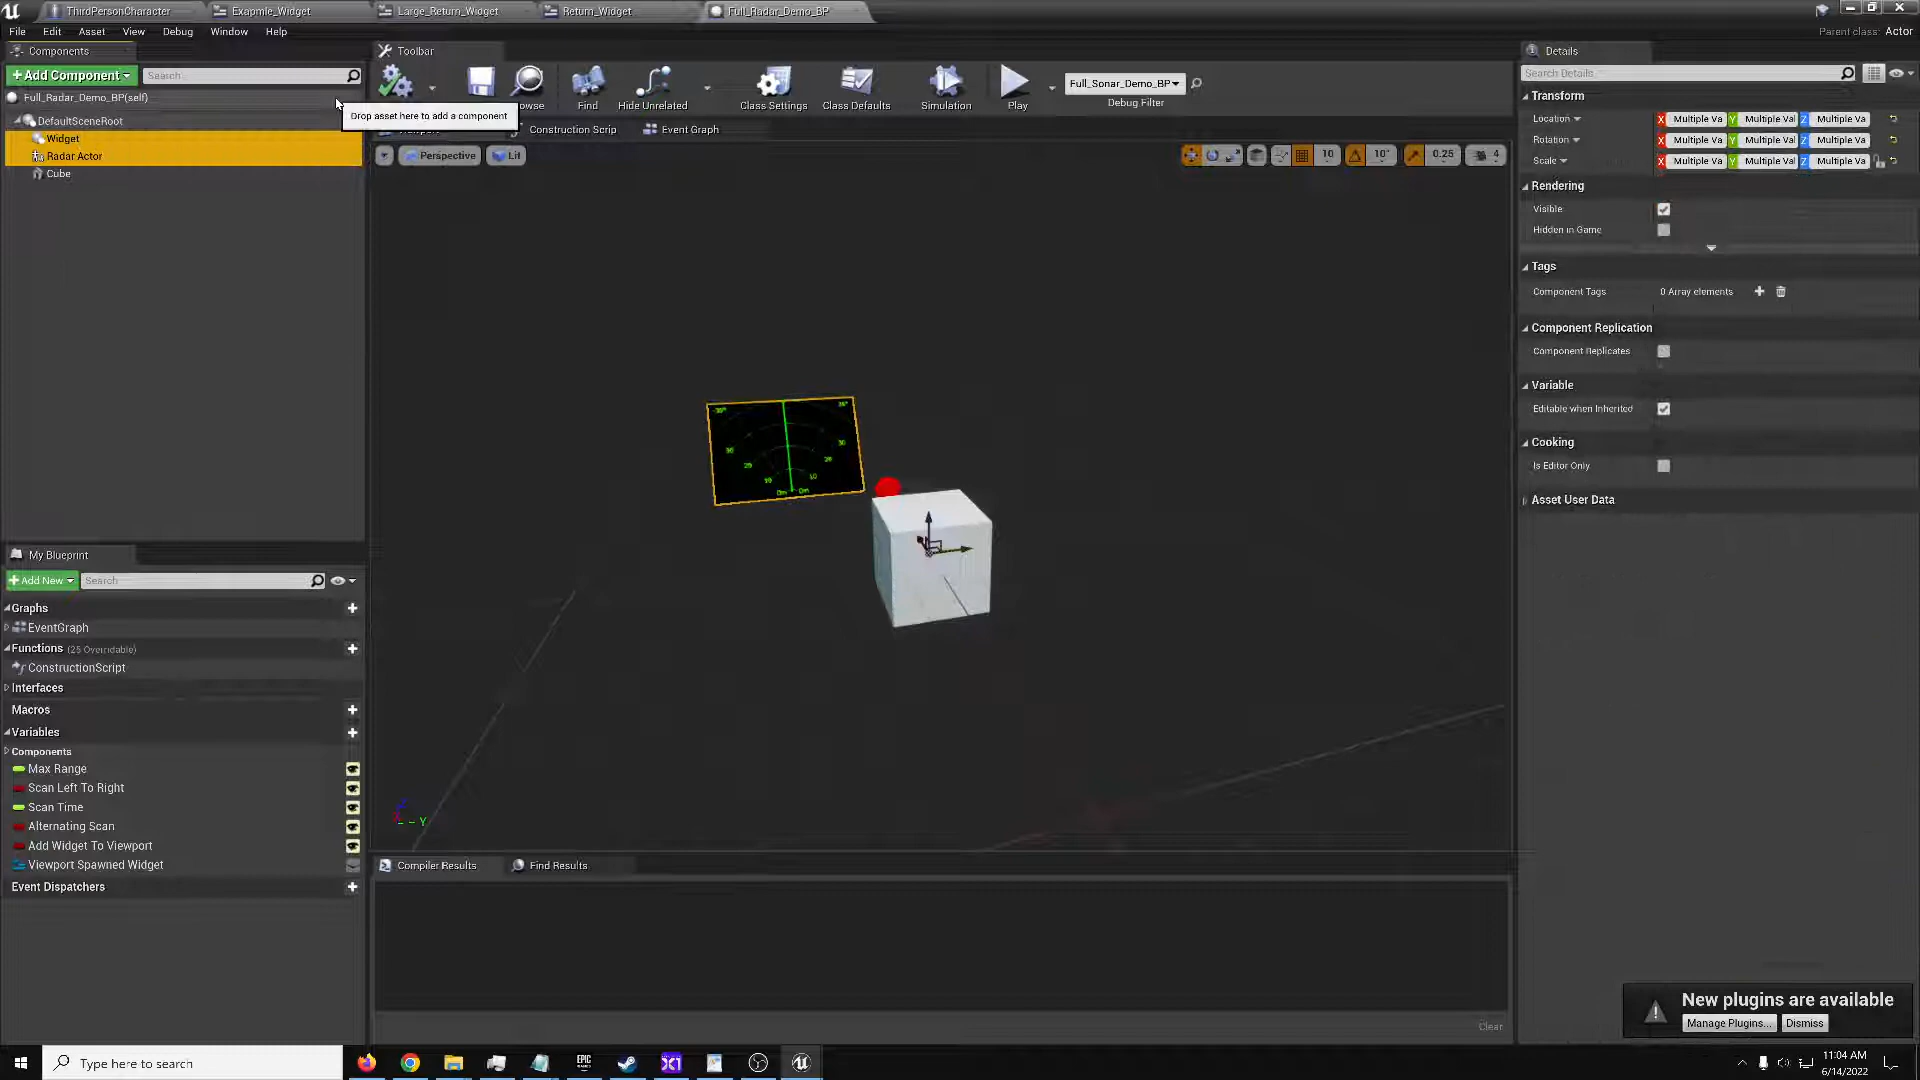 ThirdPersonCharacter
Exapmle_Widget
Large_Return_Widget
Return_Widget
Full_Radar_Demo_BP
File
Edit
Asset
View
Debug
Window
Help
Parent class: Actor
Components
Toolbar
Details
+Add Component
Search
Search Details
Full_Radar_Demo_BP(self)
DefaultSceneRoot
Widget
Radar Actor
Cube
owse
Find
Hide Unrelated
Class Settings
Class Defaults
Simulation
Play
Full_Sonar_Demo_BP
Debug Filter
Drop asset here to add a component
Construction Scrip
Event Graph
Perspective
Lit
10
10°
0.25
4
Transform
Location
X Multiple Va Y Multiple Val Z Multiple Va
Rotation
X Multiple Va Y Multiple Val Z Multiple Va
Scale
X Multiple Va Y Multiple Val Z Multiple Va
Rendering
Visible
Hidden in Game
Tags
Component Tags
0 Array elements
Component Replication
Component Replicates
Variable
Editable when Inherited
Cooking
Is Editor Only
Asset User Data
My Blueprint
+Add New
Search
Graphs
EventGraph
Functions (25 Overridable)
ConstructionScript
Interfaces
Macros
Variables
Components
Max Range
Scan Left To Right
Scan Time
Alternating Scan
Add Widget To Viewport
Viewport Spawned Widget
Event Dispatchers
Y
Compiler Results
Find Results
Clear
New plugins are available
Manage Plugins...
Dismiss
Type here to search
EPIC GAMES
11:04 AM
6/14/2022